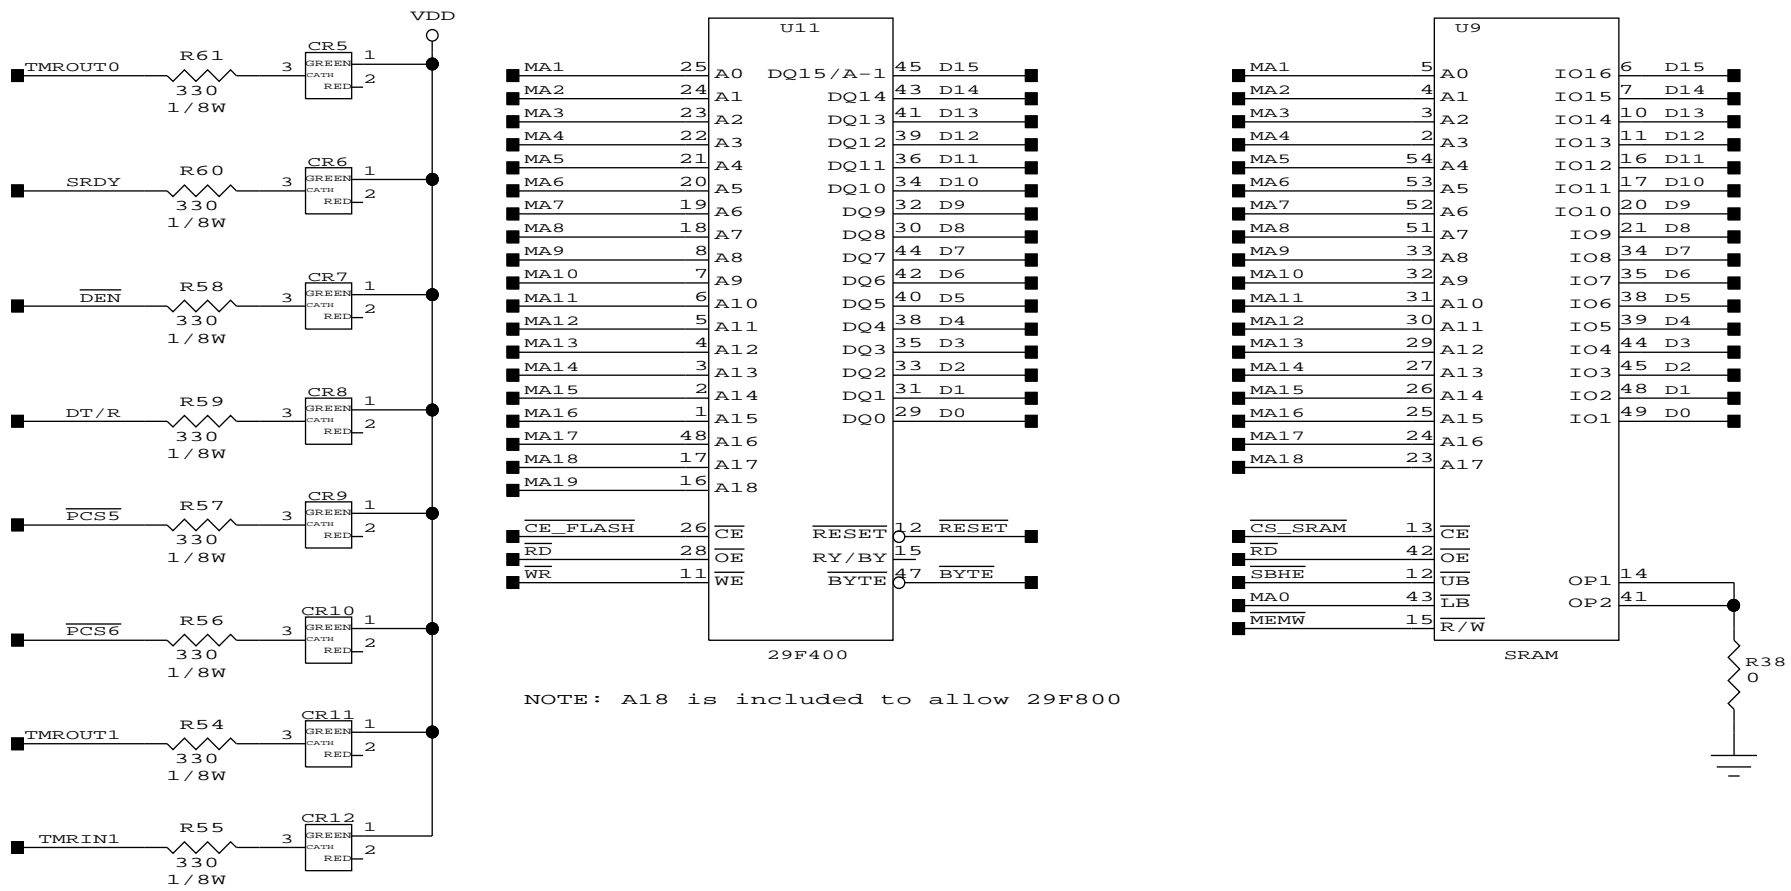 VDD
TMROUT0 R61 330 1/8W 3 CR5 GREEN CATH RED 1 2
SRDY R60 330 1/8W 3 CR6 GREEN CATH RED 1 2
DEN R58 330 1/8W 3 CR7 GREEN CATH RED 1 2
DT/R R59 330 1/8W 3 CR8 GREEN CATH RED 1 2
PCS5 R57 330 1/8W 3 CR9 GREEN CATH RED 1 2
PCS6 R56 330 1/8W 3 CR10 GREEN CATH RED 1 2
TMROUT1 R54 330 1/8W 3 CR11 GREEN CATH RED 1 2
TMRIN1 R55 330 1/8W 3 CR12 GREEN CATH RED 1 2
U11
MA1 25 A0 DQ15/A-1 45 D15
MA2 24 A1 DQ14 43 D14
MA3 23 A2 DQ13 41 D13
MA4 22 A3 DQ12 39 D12
MA5 21 A4 DQ11 36 D11
MA6 20 A5 DQ10 34 D10
MA7 19 A6 DQ9 32 D9
MA8 18 A7 DQ8 30 D8
MA9 8 A8 DQ7 44 D7
MA10 7 A9 DQ6 42 D6
MA11 6 A10 DQ5 40 D5
MA12 5 A11 DQ4 38 D4
MA13 4 A12 DQ3 35 D3
MA14 3 A13 DQ2 33 D2
MA15 2 A14 DQ1 31 D1
MA16 1 A15 DQ0 29 D0
MA17 48 A16
MA18 17 A17
MA19 16 A18
CE_FLASH 26 CE RESET 12 RESET
RD 28 OE RY/BY 15
WR 11 WE BYTE 47 BYTE
29F400
NOTE: A18 is included to allow 29F800
U9
MA1 5 A0 IO16 6 D15
MA2 4 A1 IO15 7 D14
MA3 3 A2 IO14 10 D13
MA4 2 A3 IO13 11 D12
MA5 54 A4 IO12 16 D11
MA6 53 A5 IO11 17 D10
MA7 52 A6 IO10 20 D9
MA8 51 A7 IO9 21 D8
MA9 33 A8 IO8 34 D7
MA10 32 A9 IO7 35 D6
MA11 31 A10 IO6 38 D5
MA12 30 A11 IO5 39 D4
MA13 29 A12 IO4 44 D3
MA14 27 A13 IO3 45 D2
MA15 26 A14 IO2 48 D1
MA16 25 A15 IO1 49 D0
MA17 24 A16
MA18 23 A17
CS_SRAM 13 CE
RD 42 OE
SBHE 12 UB OP1 14
MA0 43 LB OP2 41
MEMW 15 R/W
SRAM
R38
0